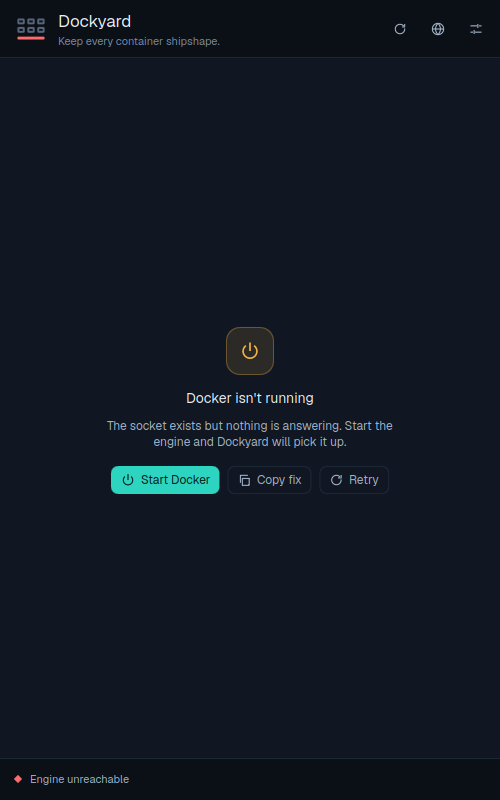 Dockyard
Keep every container shipshape.
Docker isn't running
The socket exists but nothing is answering. Start the
engine and Dockyard will pick it up.
Start Docker
Copy fix
Retry
Engine unreachable